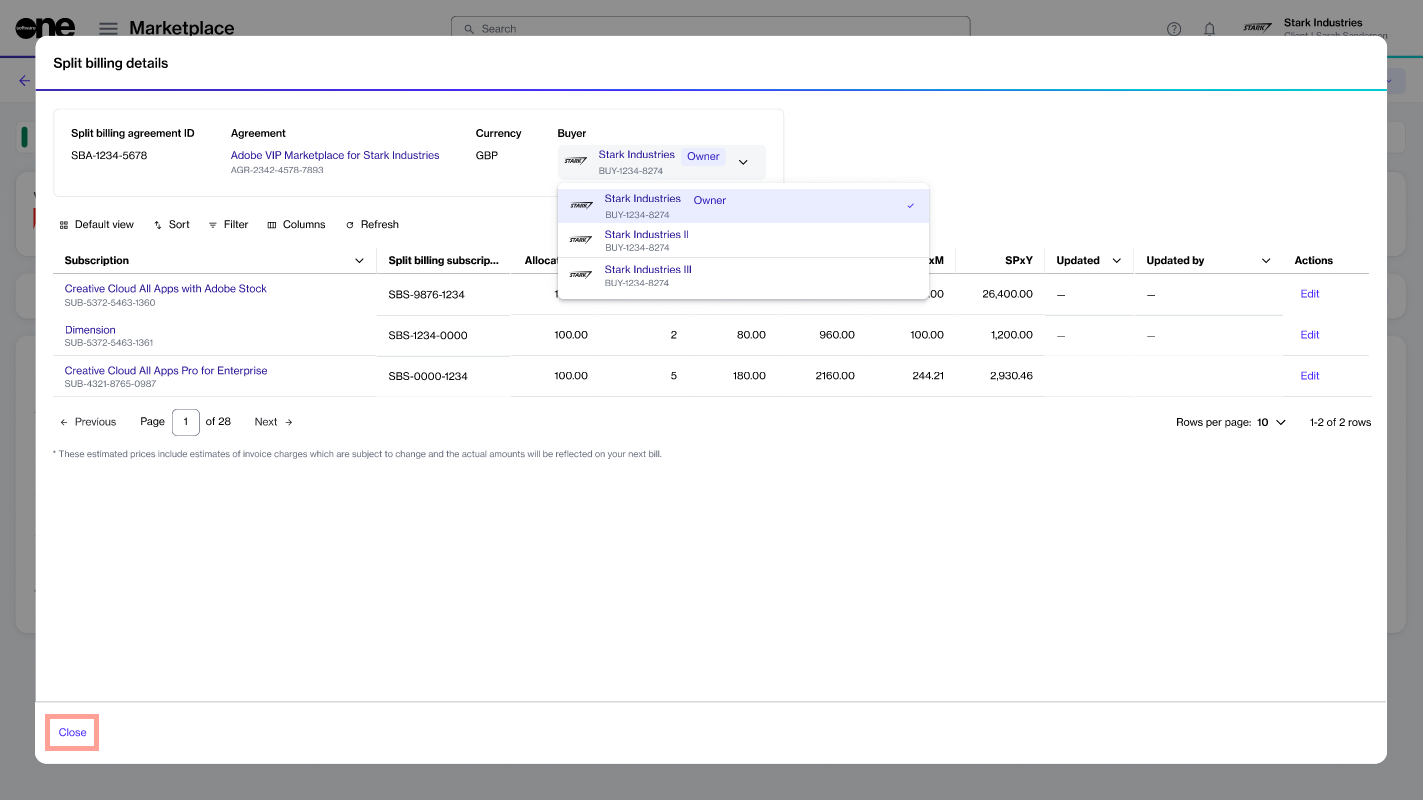 software one
Marketplace
Search
Stark Industries
Split billing details
Split billing agreement ID
SBA-1234-5678
Agreement
Adobe VIP Marketplace for Stark Industries
AGR-2342-4578-7893
Currency
GBP
Buyer
STARK Stark Industries Owner
BUY-1234-8274
STARK Stark Industries Owner
BUY-1234-8274
STARK Stark Industries II
BUY-1234-8274
STARK Stark Industries III
BUY-1234-8274
Default view Sort Filter Columns Refresh
Subscription Split billing subscrip... Allocat xM SPxY Updated Updated by Actions
Creative Cloud All Apps with Adobe Stock
SUB-5372-5463-1360
SBS-9876-1234 1 .00 26,400.00 — — Edit
Dimension
SUB-5372-5463-1361
SBS-1234-0000 100.00 2 80.00 960.00 100.00 1,200.00 — — Edit
Creative Cloud All Apps Pro for Enterprise
SUB-4321-8765-0987
SBS-0000-1234 100.00 5 180.00 2160.00 244.21 2,930.46 Edit
Previous Page 1 of 28 Next Rows per page: 10 1-2 of 2 rows
* These estimated prices include estimates of invoice charges which are subject to change and the actual amounts will be reflected on your next bill.
Close